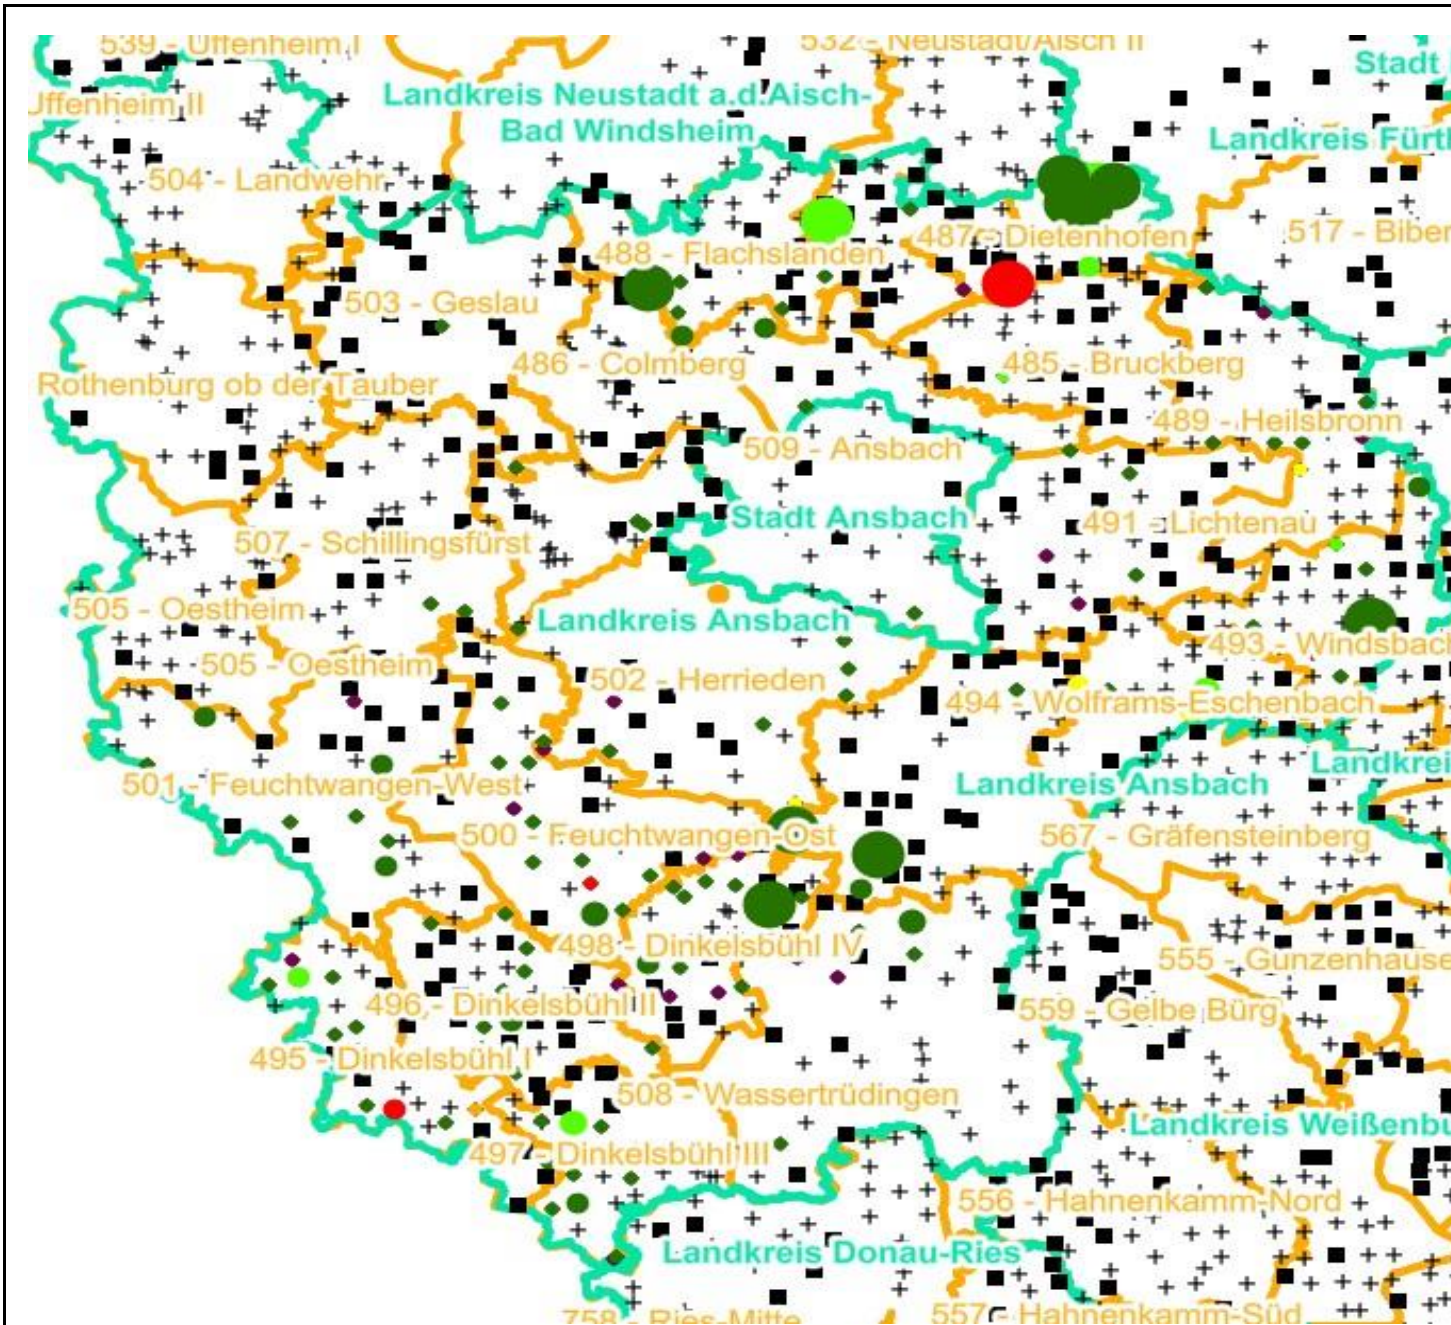 539 - Uffenheim I
532 - Neustadt/Aisch II
Stadt
Uffenheim II
Landkreis Neustadt a.d.Aisch-
Bad Windsheim
Landkreis Fürth
504 - Landwehr
488 - Flachslanden
487 - Dietenhofen
517 - Biber
503 - Geslau
486 - Colmberg
485 - Bruckberg
Rothenburg ob der Tauber
489 - Heilsbronn
509 - Ansbach
Stadt Ansbach
491 - Lichtenau
507 - Schillingsfürst
505 - Oestheim
Landkreis Ansbach
493 - Windsbach
505 - Oestheim
502 - Herrieden
494 - Wolframs-Eschenbach
Landkrei
501 - Feuchtwangen-West
Landkreis Ansbach
500 - Feuchtwangen-Ost
567 - Gräfensteinberg
498 - Dinkelsbühl IV
555 - Gunzenhause
496 - Dinkelsbühl II
559 - Gelbe Bürg
495 - Dinkelsbühl I
508 - Wassertrüdingen
Landkreis Weißenbu
497 - Dinkelsbühl III
556 - Hahnenkamm-Nord
Landkreis Donau-Ries
758 - Ries-Mitte
557 - Hahnenkamm-Süd